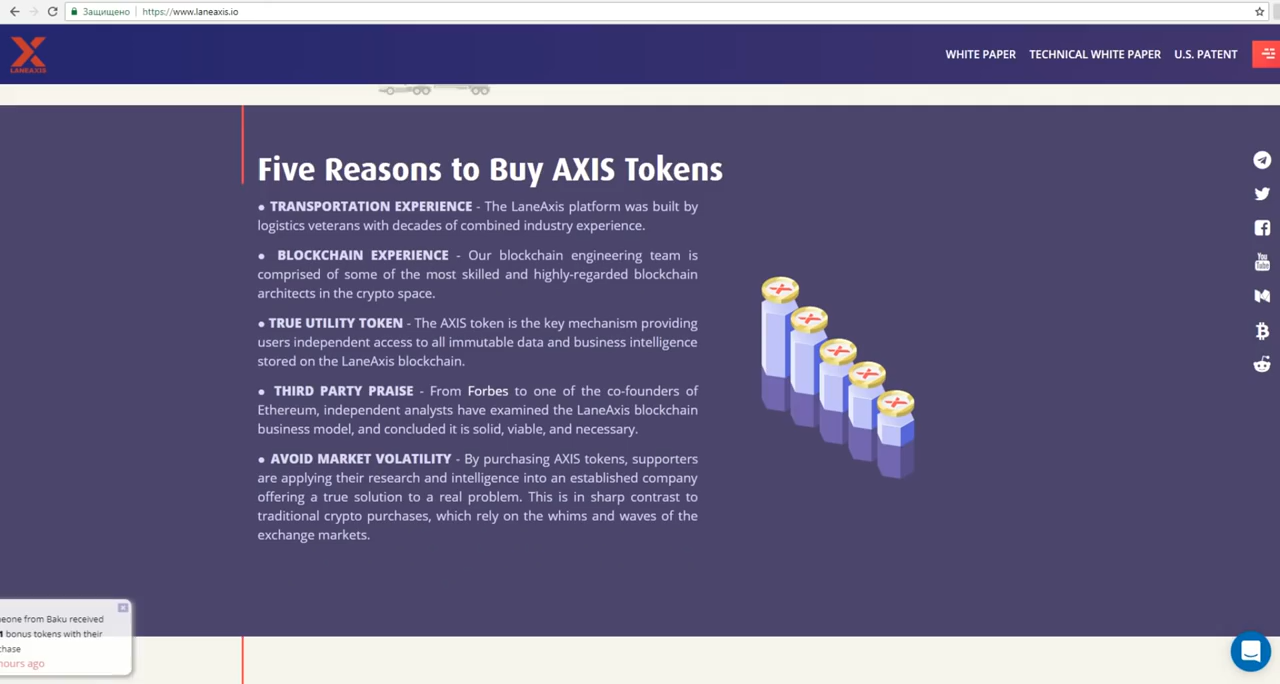 Защищено
https://www.laneaxis.io
LANEAXIS
WHITE PAPER
TECHNICAL WHITE PAPER
U.S. PATENT
Five Reasons to Buy AXIS Tokens
● TRANSPORTATION EXPERIENCE - The LaneAxis platform was built by
logistics veterans with decades of combined industry experience.
● BLOCKCHAIN EXPERIENCE - Our blockchain engineering team is
comprised of some of the most skilled and highly-regarded blockchain
architects in the crypto space.
● TRUE UTILITY TOKEN - The AXIS token is the key mechanism providing
users independent access to all immutable data and business intelligence
stored on the LaneAxis blockchain.
● THIRD PARTY PRAISE - From Forbes to one of the co-founders of
Ethereum, independent analysts have examined the LaneAxis blockchain
business model, and concluded it is solid, viable, and necessary.
● AVOID MARKET VOLATILITY - By purchasing AXIS tokens, supporters
are applying their research and intelligence into an established company
offering a true solution to a real problem. This is in sharp contrast to
traditional crypto purchases, which rely on the whims and waves of the
exchange markets.
You
Tube
eone from Baku received
1 bonus tokens with their
chase
hours ago